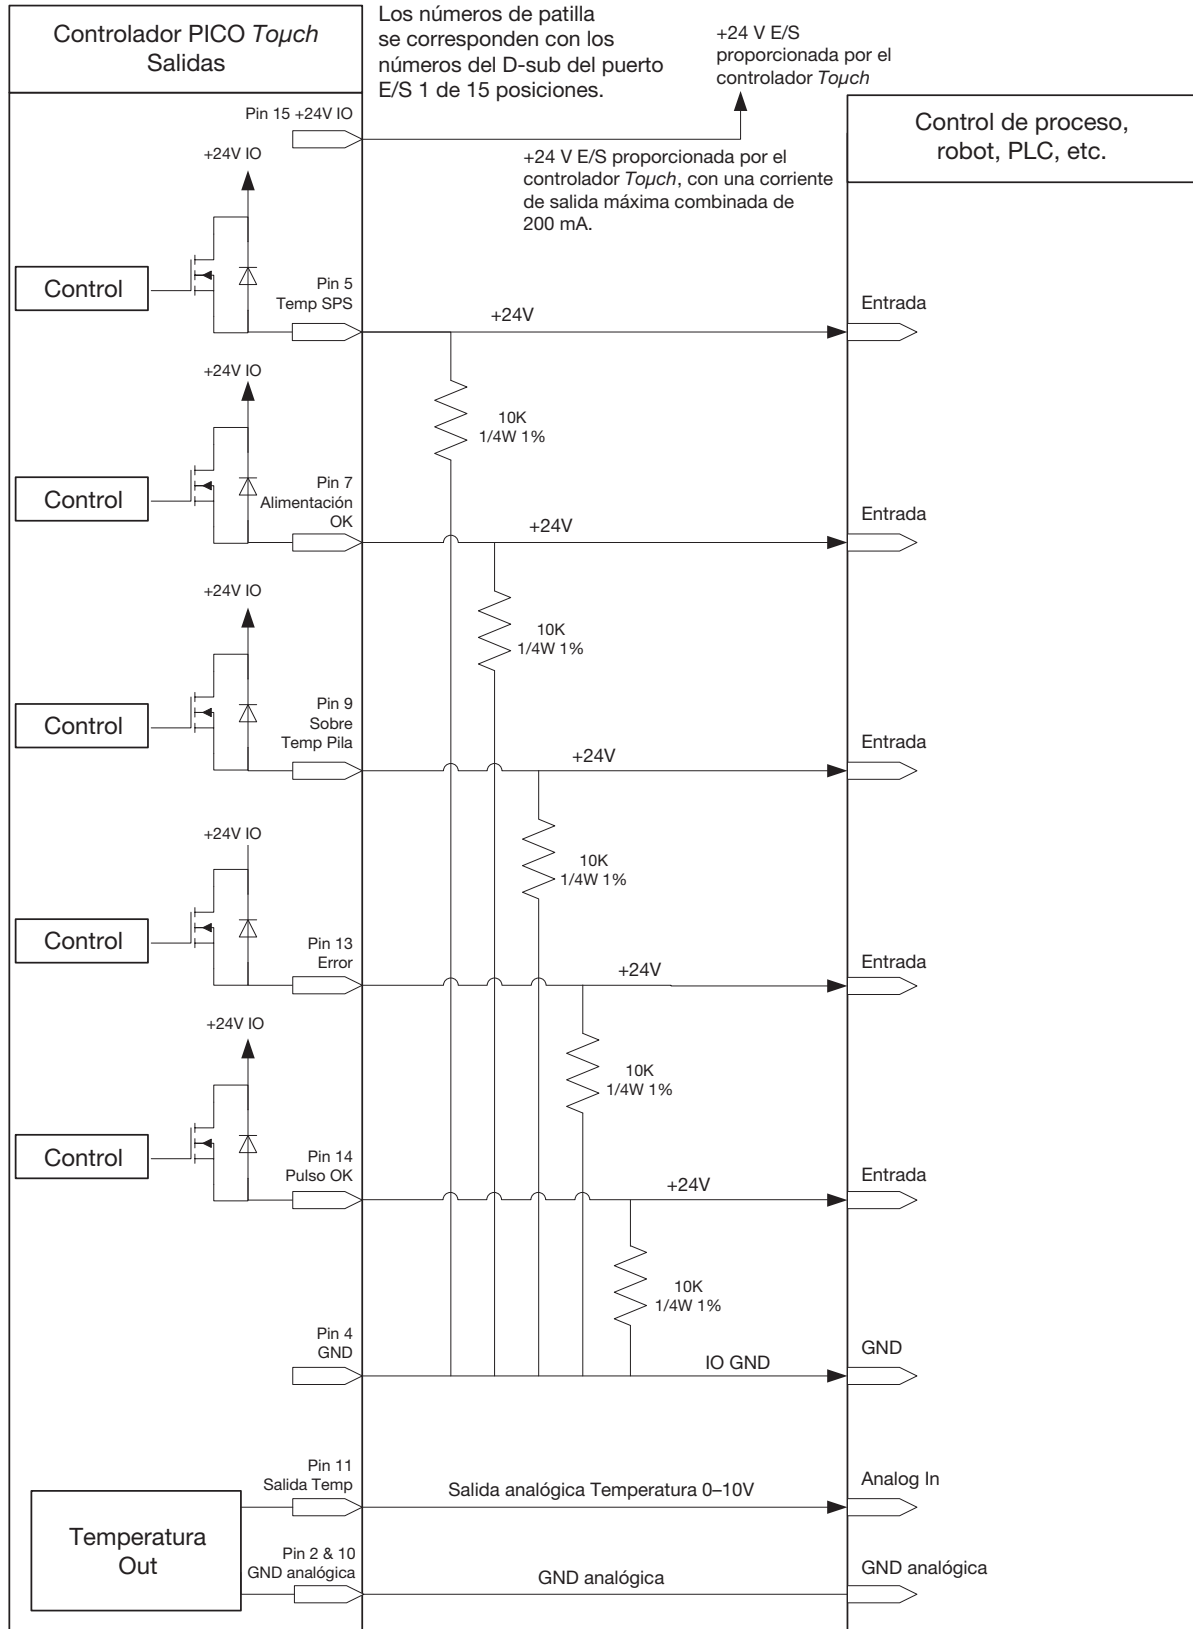 Controlador PICO Toµch
Salidas
Los números de patilla
se corresponden con los
números del D-sub del puerto
E/S 1 de 15 posiciones.
+24 V E/S
proporcionada por el
controlador Toµch
Control de proceso,
robot, PLC, etc.
Pin 15 +24V IO
+24 V E/S proporcionada por el
controlador Toµch, con una corriente
de salida máxima combinada de
200 mA.
+24V IO
Control
Pin 5
Temp SPS
+24V
Entrada
10K
1/4W 1%
+24V IO
Control
Pin 7
Alimentación
OK
+24V
Entrada
10K
1/4W 1%
+24V IO
Control
Pin 9
Sobre
Temp Pila
+24V
Entrada
10K
1/4W 1%
+24V IO
Control
Pin 13
Error
+24V
Entrada
10K
1/4W 1%
+24V IO
Control
Pin 14
Pulso OK
+24V
Entrada
10K
1/4W 1%
Pin 4
GND
IO GND
GND
Pin 11
Salida Temp
Salida analógica Temperatura 0–10V
Analog In
Temperatura
Out
Pin 2 & 10
GND analógica
GND analógica
GND analógica